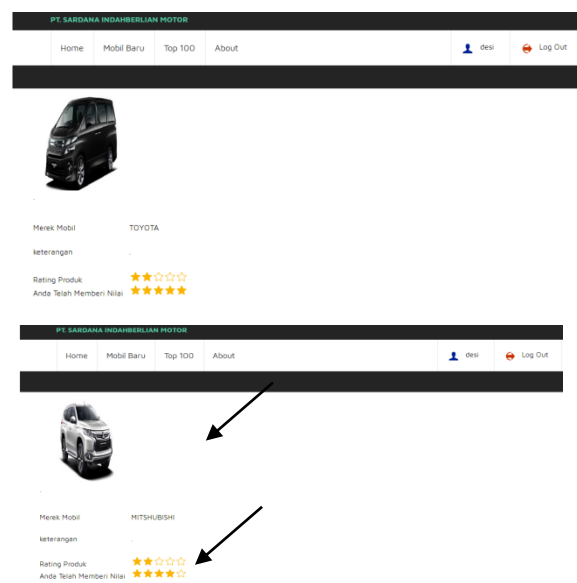 PT. SARDANA INDAHBERLIAN MOTOR
Home Mobil Baru Top 100 About desi Log Out
Merek Mobil TOYOTA
keterangan .
Rating Produk
Anda Telah Memberi Nilai
PT. SARDANA INDAHBERLIAN MOTOR
Home Mobil Baru Top 100 About desi Log Out
Merek Mobil MITSHUBISHI
keterangan .
Rating Produk
Anda Telah Memberi Nilai